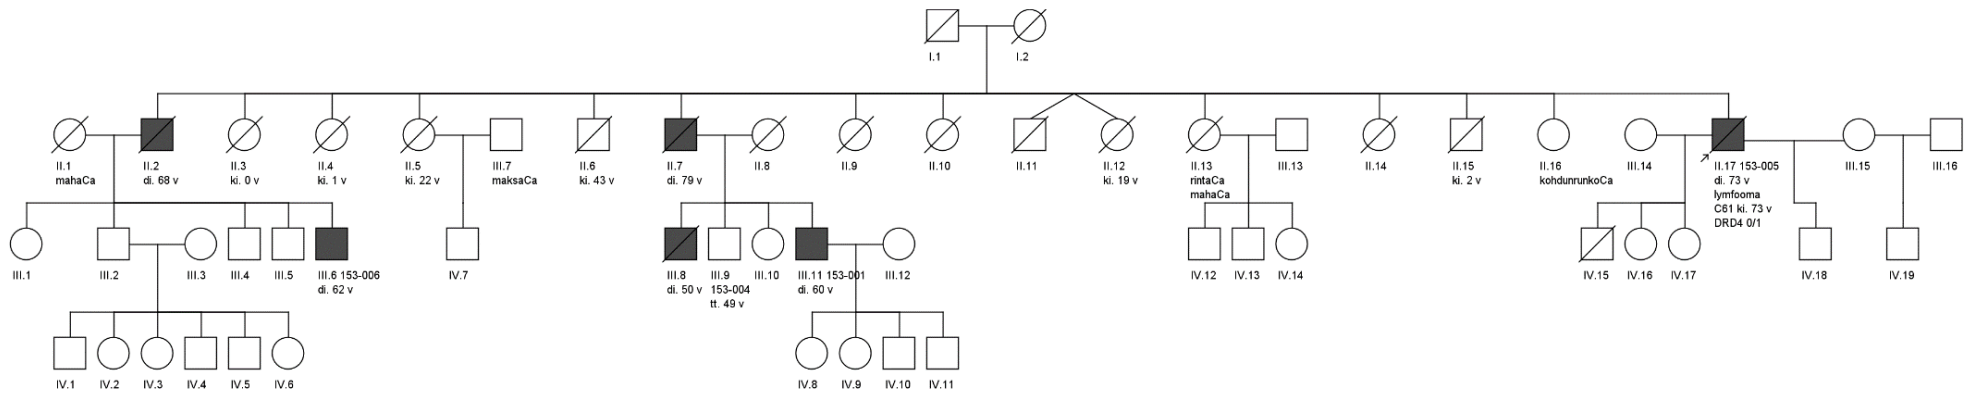 I.1
I.2
II.1
mahaCa
II.2
di. 68 v
II.3
ki. 0 v
II.4
ki. 1 v
II.5
ki. 22 v
III.7
maksaCa
II.6
ki. 43 v
II.7
di. 79 v
II.8
II.9
II.10
II.11
II.12
ki. 19 v
II.13
rintaCa
mahaCa
III.13
II.14
II.15
ki. 2 v
II.16
kohdunrunkoCa
III.14
II.17 153-005
di. 73 v
lymfooma
C61 ki. 73 v
DRD4 0/1
III.15
III.16
III.1
III.2
III.3
III.4
III.5
III.6 153-006
di. 62 v
IV.7
III.8
di. 50 v
III.9
153-004
tt. 49 v
III.10
III.11 153-001
di. 60 v
III.12
IV.12
IV.13
IV.14
IV.15
IV.16
IV.17
IV.18
IV.19
IV.1
IV.2
IV.3
IV.4
IV.5
IV.6
IV.8
IV.9
IV.10
IV.11